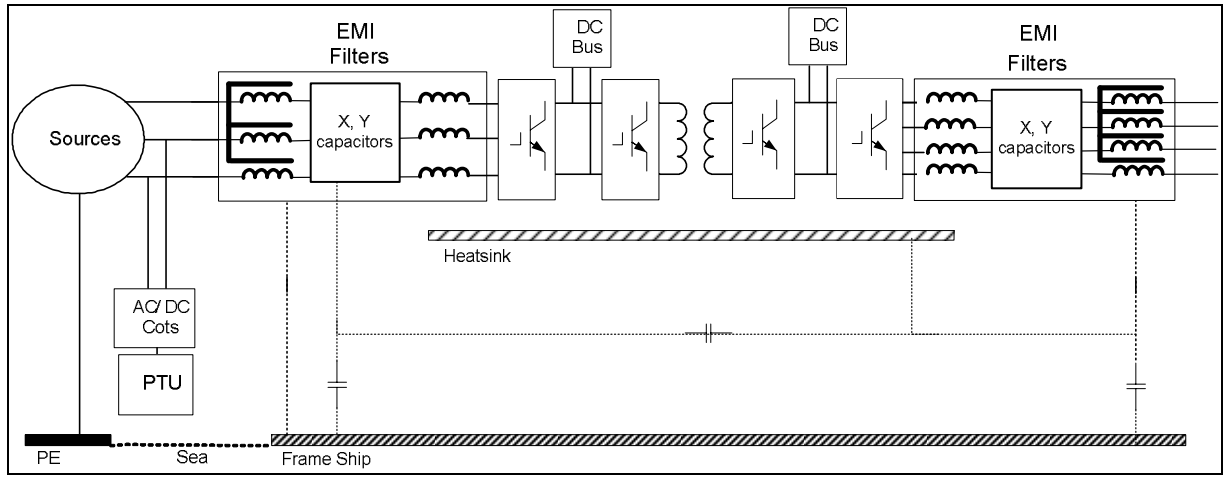 EMI
Filters
DC
Bus
DC
Bus
EMI
Filters
Sources
X, Y
capacitors
X, Y
capacitors
Heatsink
AC/ DC
Cots
PTU
PE
Sea
Frame Ship